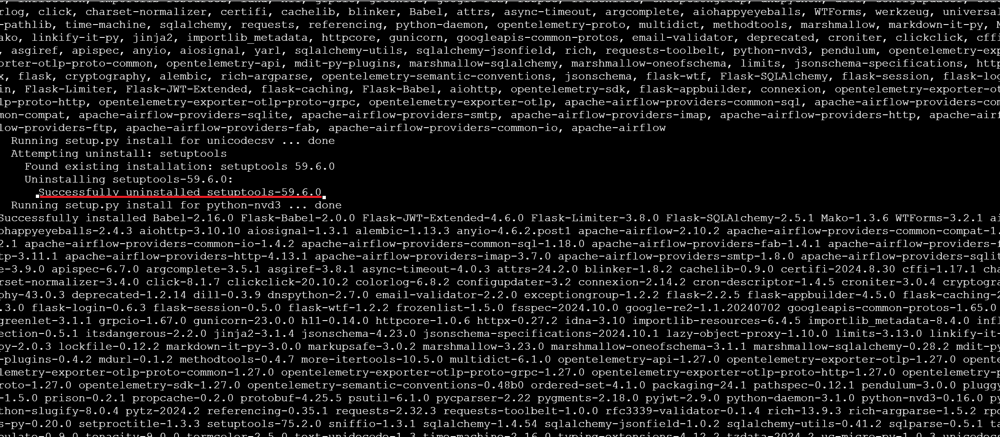 rlog, click, charset-normalizer, certifi, cachelib, blinker, Babel, attrs, async-timeout, argcomplete, aiohappyeyeballs, WTForms, werkzeug, universal
-pathlib, time-machine, sqlalchemy, requests, referencing, python-daemon, opentelemetry-proto, multidict, methodtools, marshmallow, markdown-it-py, M
ako, linkify-it-py, jinja2, importlib_metadata, httpcore, gunicorn, googleapis-common-protos, email-validator, deprecated, croniter, clickclick, cffi
, asgiref, apispec, anyio, aiosignal, yarl, sqlalchemy-utils, sqlalchemy-jsonfield, rich, requests-toolbelt, python-nvd3, pendulum, opentelemetry-exp
orter-otlp-proto-common, opentelemetry-api, mdit-py-plugins, marshmallow-sqlalchemy, marshmallow-oneofschema, limits, jsonschema-specifications, http
x, flask, cryptography, alembic, rich-argparse, opentelemetry-semantic-conventions, jsonschema, flask-wtf, Flask-SQLAlchemy, flask-session, flask-log
in, Flask-Limiter, Flask-JWT-Extended, flask-caching, Flask-Babel, aiohttp, opentelemetry-sdk, flask-appbuilder, connexion, opentelemetry-exporter-ot
lp-proto-http, opentelemetry-exporter-otlp-proto-grpc, opentelemetry-exporter-otlp, apache-airflow-providers-common-sql, apache-airflow-providers-com
mon-compat, apache-airflow-providers-sqlite, apache-airflow-providers-smtp, apache-airflow-providers-imap, apache-airflow-providers-http, apache-airf
low-providers-ftp, apache-airflow-providers-fab, apache-airflow-providers-common-io, apache-airflow
Running setup.py install for unicodecsv ... done
Attempting uninstall: setuptools
Found existing installation: setuptools 59.6.0
Uninstalling setuptools-59.6.0:
Successfully uninstalled setuptools-59.6.0
Running setup.py install for python-nvd3 ... done
Successfully installed Babel-2.16.0 Flask-Babel-2.0.0 Flask-JWT-Extended-4.6.0 Flask-Limiter-3.8.0 Flask-SQLAlchemy-2.5.1 Mako-1.3.6 WTForms-3.2.1 ai
ohappyeyeballs-2.4.3 aiohttp-3.10.10 aiosignal-1.3.1 alembic-1.13.3 anyio-4.6.2.post1 apache-airflow-2.10.2 apache-airflow-providers-common-compat-1.
2.1 apache-airflow-providers-common-io-1.4.2 apache-airflow-providers-common-sql-1.18.0 apache-airflow-providers-fab-1.4.1 apache-airflow-providers-f
tp-3.11.1 apache-airflow-providers-http-4.13.1 apache-airflow-providers-imap-3.7.0 apache-airflow-providers-smtp-1.8.0 apache-airflow-providers-sqlit
e-3.9.0 apispec-6.7.0 argcomplete-3.5.1 asgiref-3.8.1 async-timeout-4.0.3 attrs-24.2.0 blinker-1.8.2 cachelib-0.9.0 certifi-2024.8.30 cffi-1.17.1 cha
rset-normalizer-3.4.0 click-8.1.7 clickclick-20.10.2 colorlog-6.8.2 configupdater-3.2 connexion-2.14.2 cron-descriptor-1.4.5 croniter-3.0.4 cryptogra
phy-43.0.3 deprecated-1.2.14 dill-0.3.9 dnspython-2.7.0 email-validator-2.2.0 exceptiongroup-1.2.2 flask-2.2.5 flask-appbuilder-4.5.0 flask-caching-2
.3.0 flask-login-0.6.3 flask-session-0.5.0 flask-wtf-1.2.2 frozenlist-1.5.0 fsspec-2024.10.0 google-re2-1.1.20240702 googleapis-common-protos-1.65.0
greenlet-3.1.1 grpcio-1.67.0 gunicorn-23.0.0 h11-0.14.0 httpcore-1.0.6 httpx-0.27.2 idna-3.10 importlib-resources-6.4.5 importlib_metadata-8.4.0 infl
ection-0.5.1 itsdangerous-2.2.0 jinja2-3.1.4 jsonschema-4.23.0 jsonschema-specifications-2024.10.1 lazy-object-proxy-1.10.0 limits-3.13.0 linkify-it-
py-2.0.3 lockfile-0.12.2 markdown-it-py-3.0.0 markupsafe-3.0.2 marshmallow-3.23.0 marshmallow-oneofschema-3.1.1 marshmallow-sqlalchemy-0.28.2 mdit-py
-plugins-0.4.2 mdurl-0.1.2 methodtools-0.4.7 more-itertools-10.5.0 multidict-6.1.0 opentelemetry-api-1.27.0 opentelemetry-exporter-otlp-1.27.0 opente
lemetry-exporter-otlp-proto-common-1.27.0 opentelemetry-exporter-otlp-proto-grpc-1.27.0 opentelemetry-exporter-otlp-proto-http-1.27.0 opentelemetry-p
roto-1.27.0 opentelemetry-sdk-1.27.0 opentelemetry-semantic-conventions-0.48b0 ordered-set-4.1.0 packaging-24.1 pathspec-0.12.1 pendulum-3.0.0 pluggy
-1.5.0 prison-0.2.1 propcache-0.2.0 protobuf-4.25.5 psutil-6.1.0 pycparser-2.22 pygments-2.18.0 pyjwt-2.9.0 python-daemon-3.1.0 python-nvd3-0.16.0 py
thon-slugify-8.0.4 pytz-2024.2 referencing-0.35.1 requests-2.32.3 requests-toolbelt-1.0.0 rfc3339-validator-0.1.4 rich-13.9.3 rich-argparse-1.5.2 rpd
s-py-0.20.0 setproctitle-1.3.3 setuptools-75.2.0 sniffio-1.3.1 sqlalchemy-1.4.54 sqlalchemy-jsonfield-1.0.2 sqlalchemy-utils-0.41.2 sqlparse-0.5.1 ta